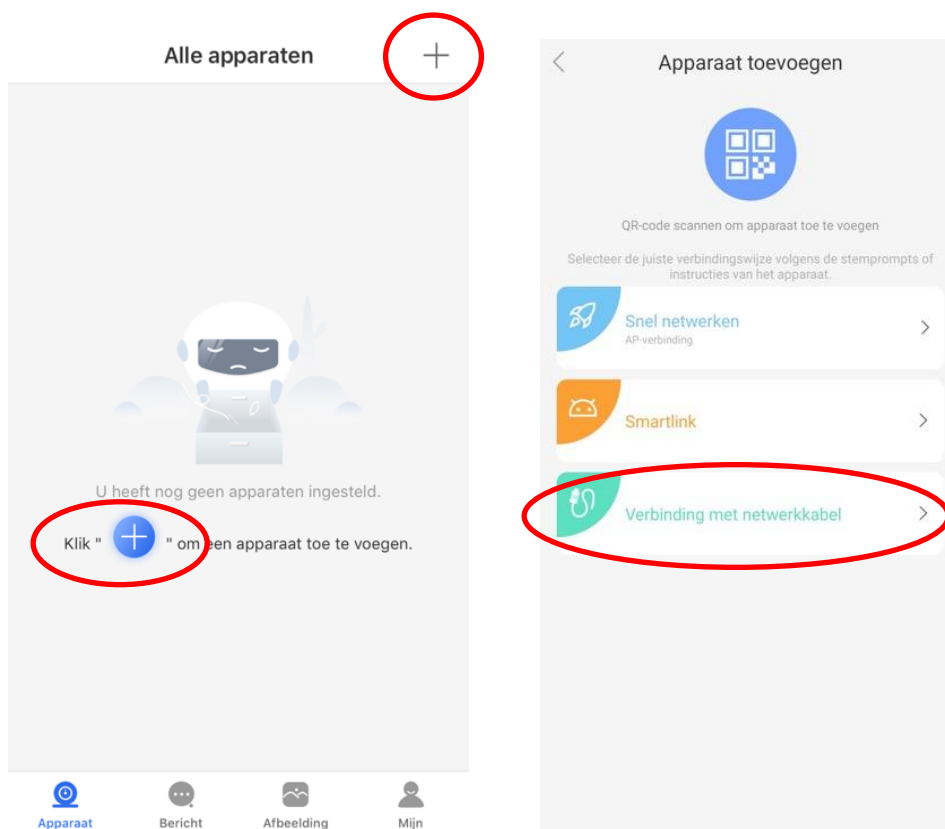 Alle apparaten
U heeft nog geen apparaten ingesteld.
Klik " " om een apparaat toe te voegen.
Apparaat
Bericht
Afbeelding
Mijn
Apparaat toevoegen
QR-code scannen om apparaat toe te voegen
Selecteer de juiste verbindingswijze volgens de stemprompts of
instructies van het apparaat.
Snel netwerken
AP-verbinding
Smartlink
Verbinding met netwerkkabel